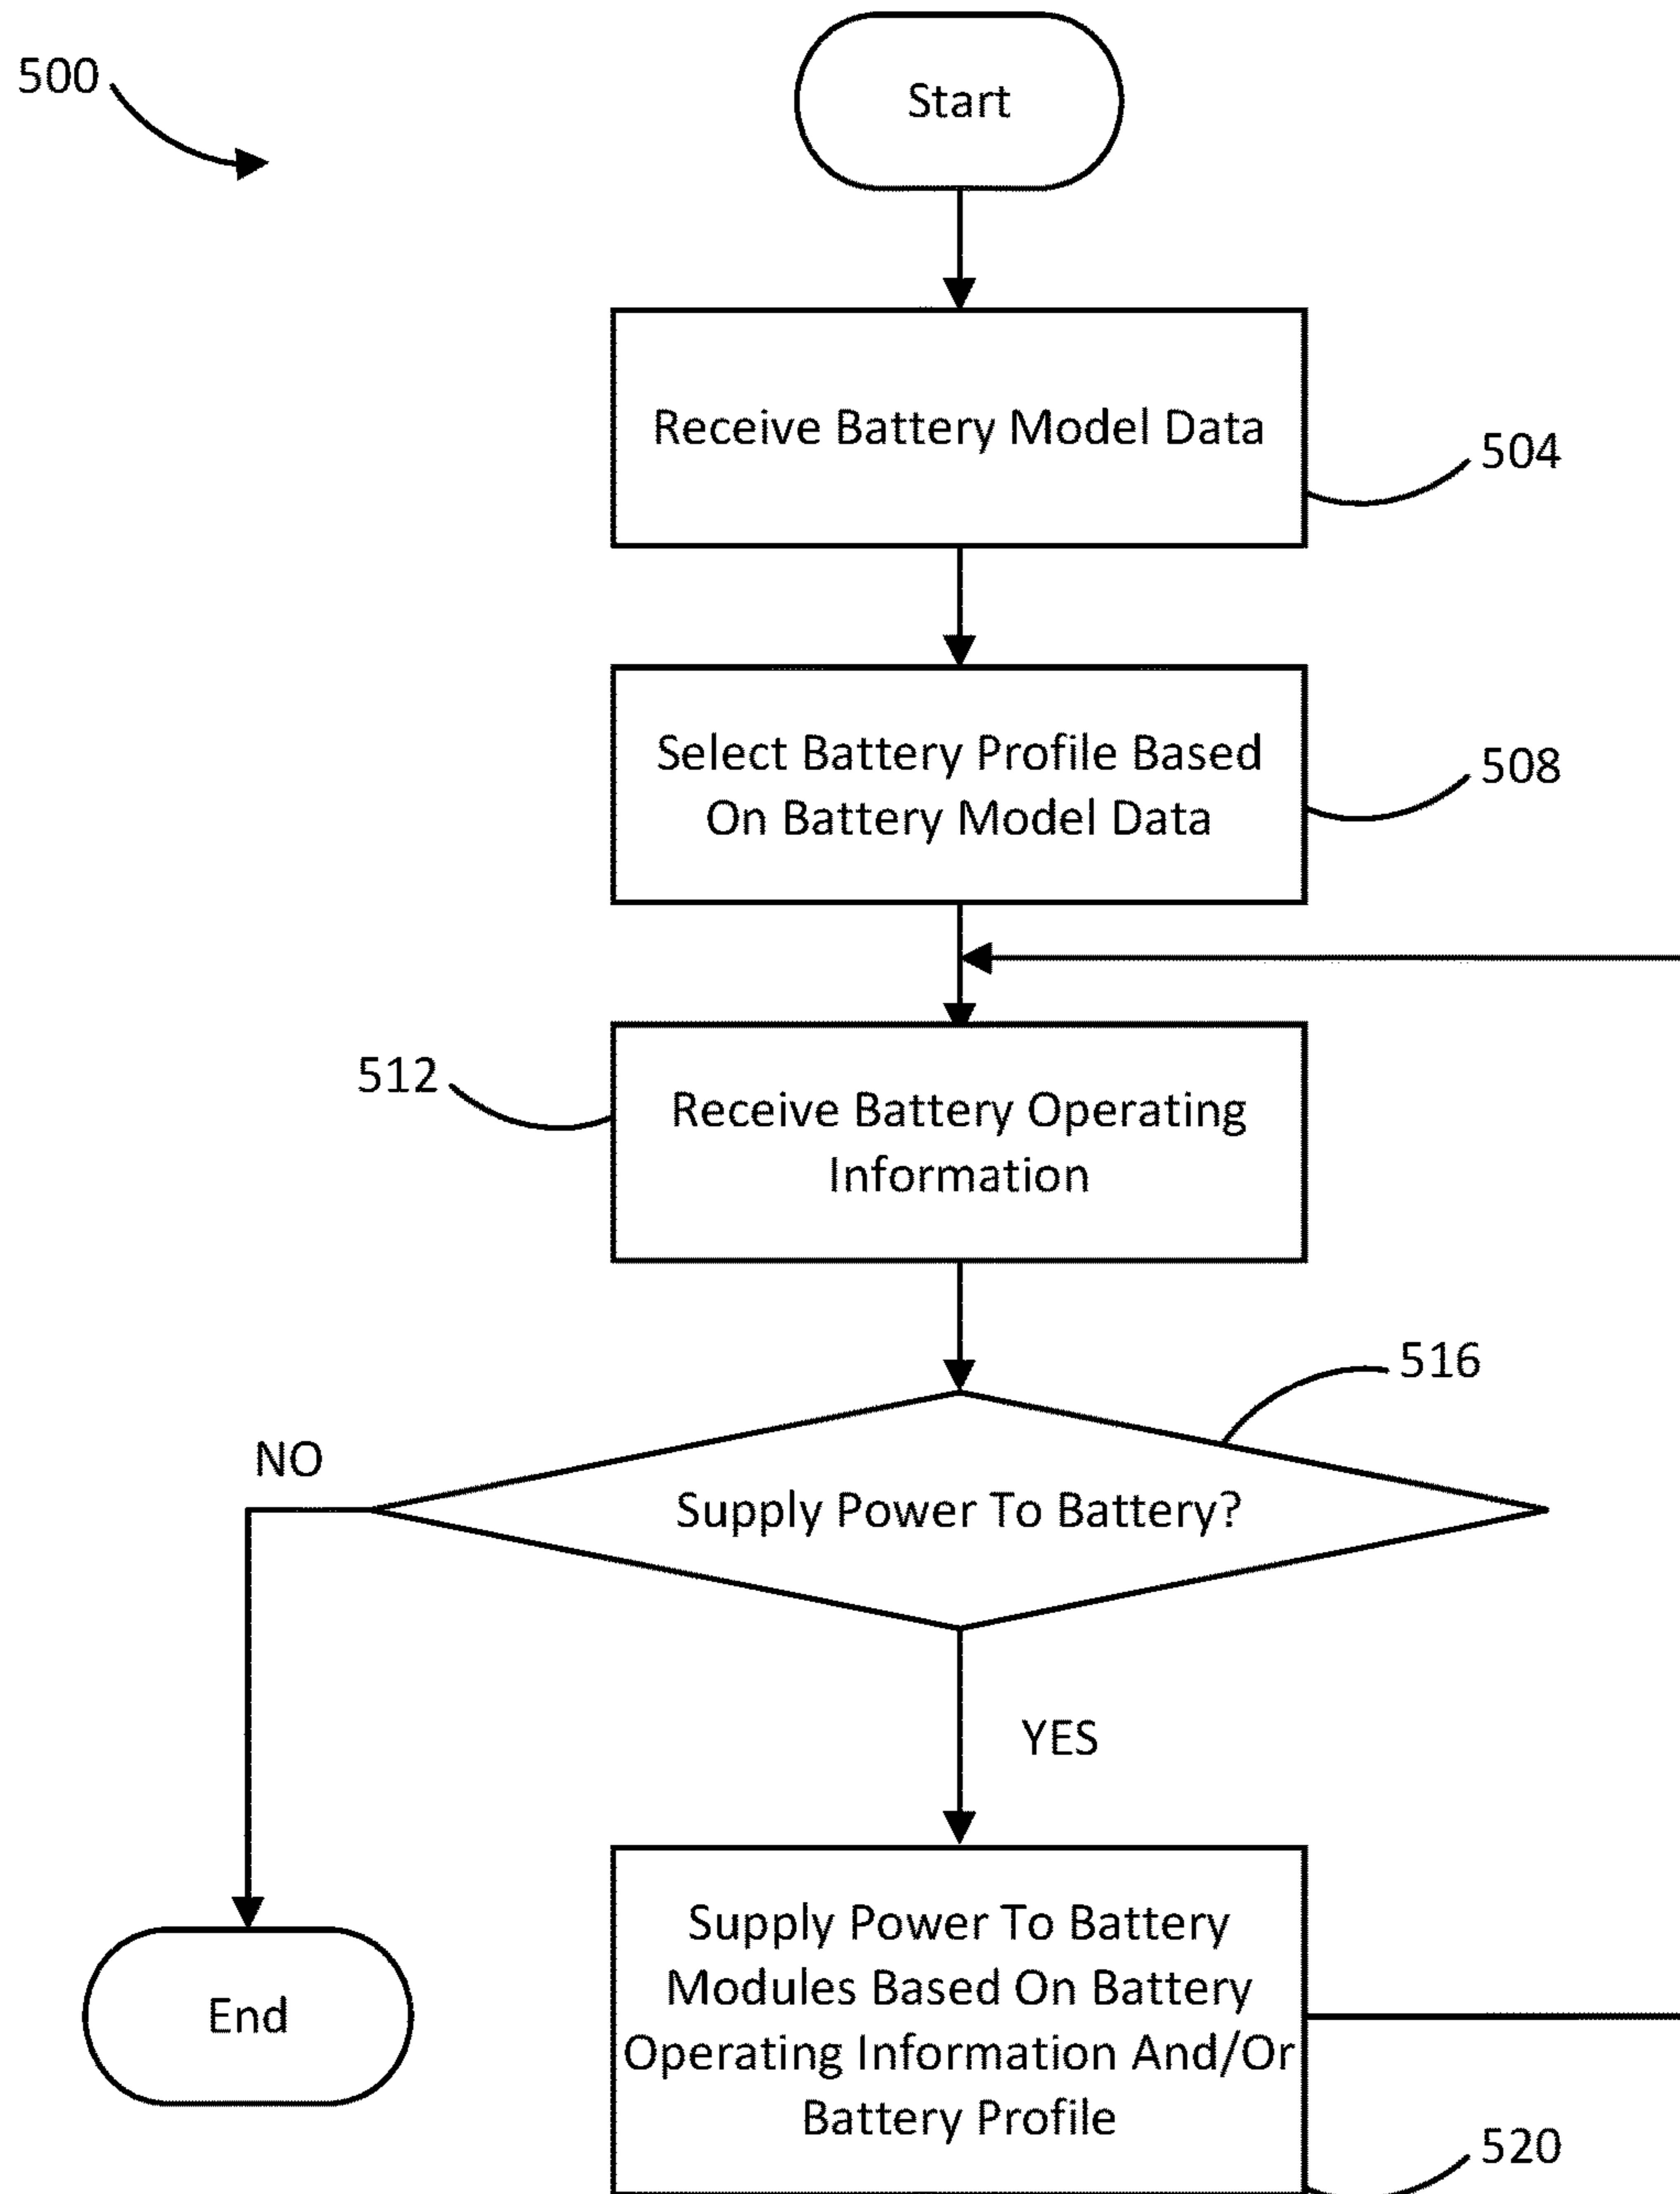 500
Start
Receive Battery Model Data
504
Select Battery Profile Based
On Battery Model Data
508
512
Receive Battery Operating
Information
516
NO
Supply Power To Battery?
YES
Supply Power To Battery
Modules Based On Battery
Operating Information And/Or
Battery Profile
End
520